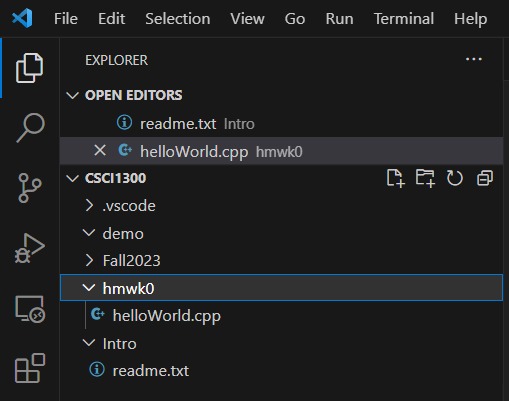 File Edit Selection View Go Run Terminal Help
EXPLORER
OPEN EDITORS
readme.txt Intro
helloWorld.cpp hmwk0
CSCI1300
.vscode
demo
Fall2023
hmwk0
helloWorld.cpp
Intro
readme.txt